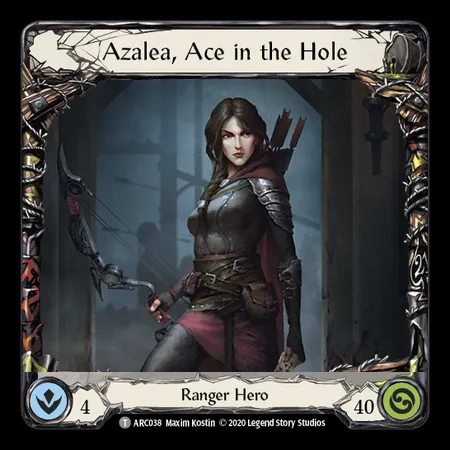 Azalea, Ace in the Hole
4
Ranger Hero
40
T ARC038 Maxim Kostin © 2020 Legend Story Studios